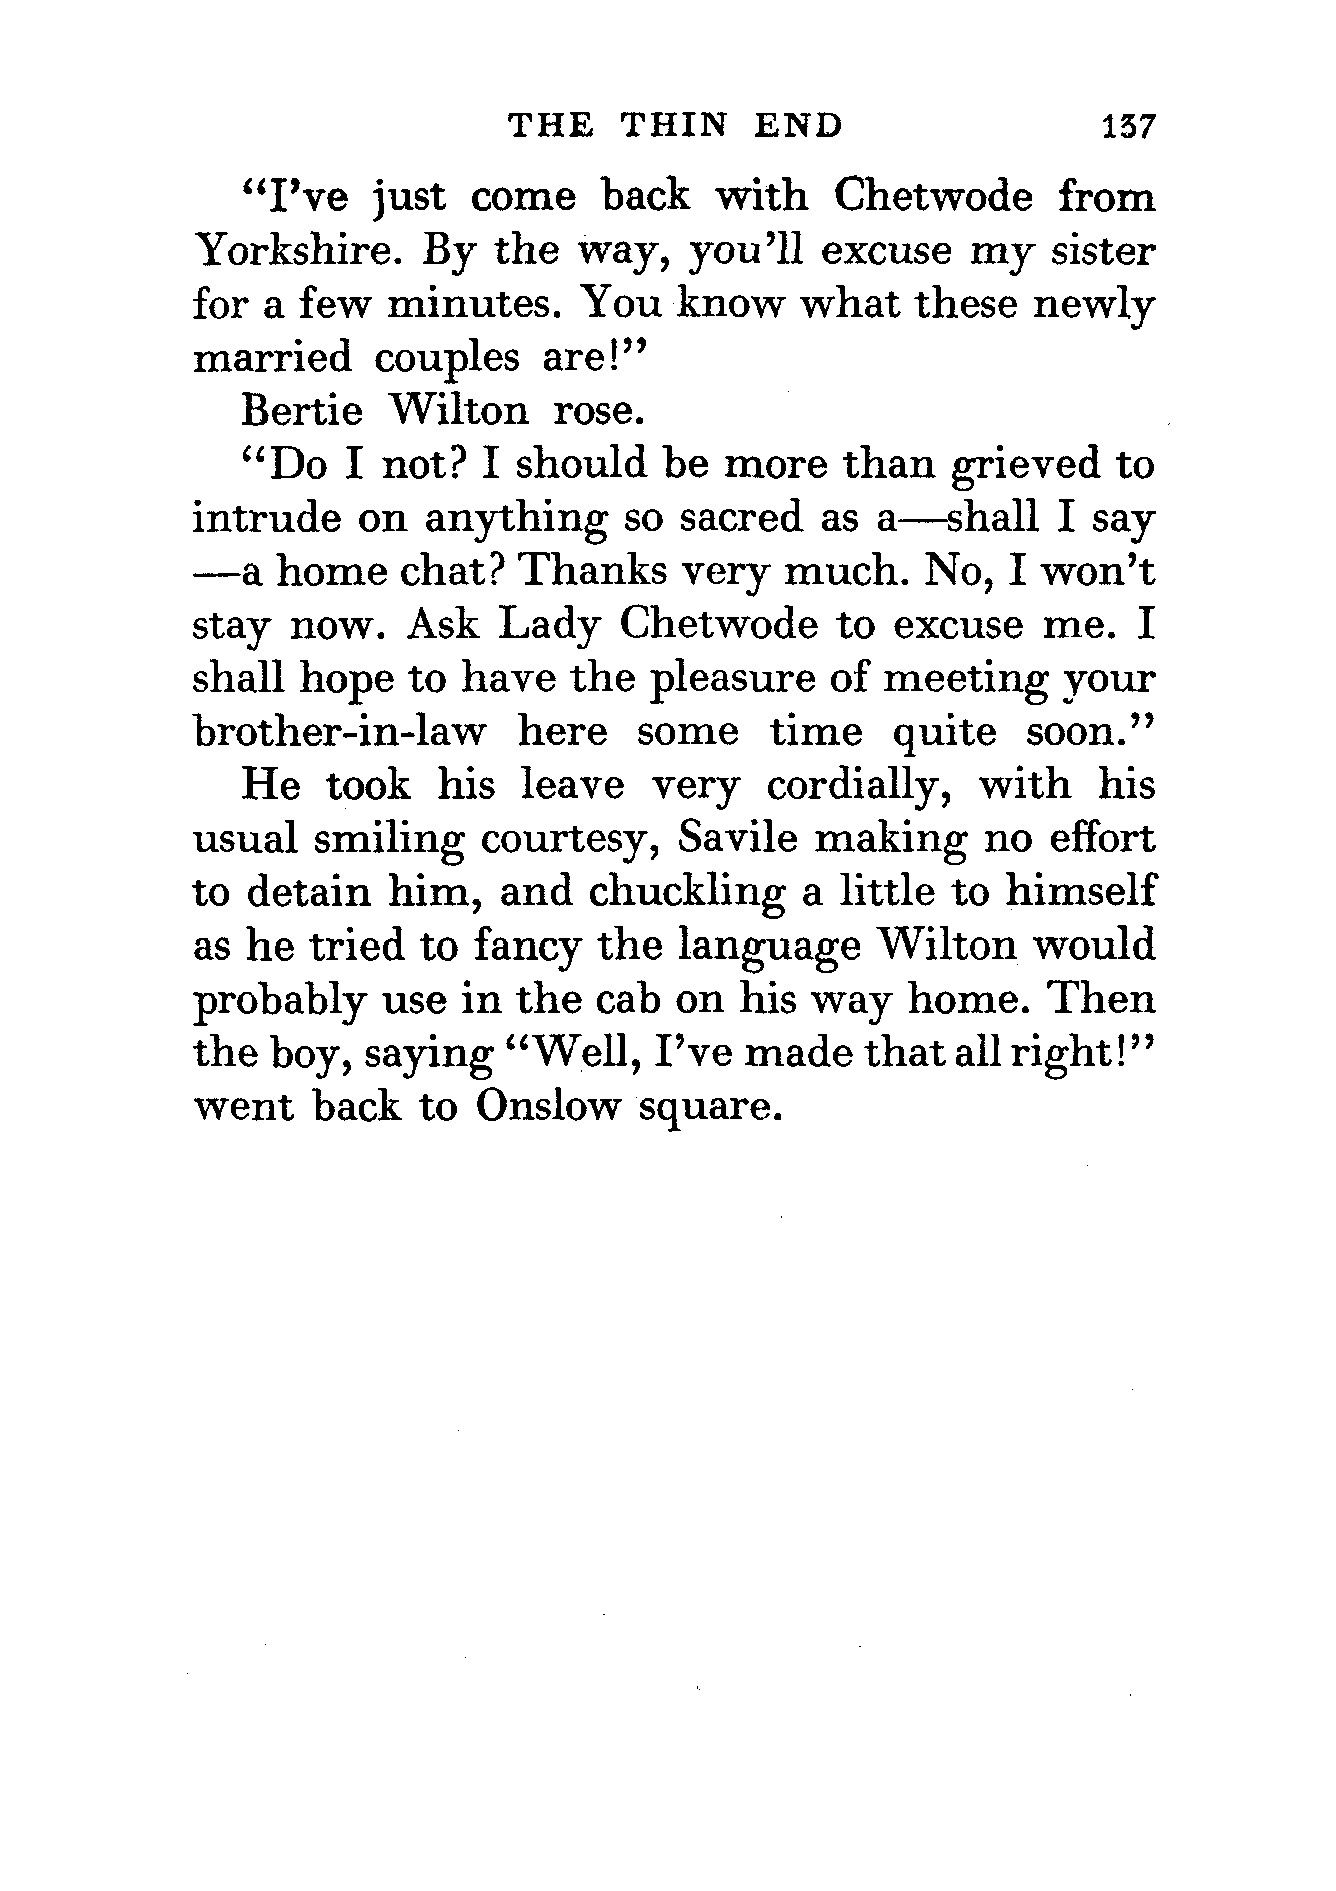 THE THIN END 137
“I’ve just come back with Chetwode from
Yorkshire. By the way, you’ll excuse my sister
for a few minutes. You know what these newly
married couples are!”
Bertie Wilton rose.
“Do I not? I should be more than grieved to
intrude on anything so sacred as a—shall I say
—a home chat? Thanks very much. No, I won’t
stay now. Ask Lady Chetwode to excuse me. I
shall hope to have the pleasure of meeting your
brother-in-law here some time quite soon.”
He took his leave very cordially, with his
usual smiling courtesy, Savile making no effort
to detain him, and chuckling a little to himself
as he tried to fancy the language Wilton would
probably use in the cab on his way home. Then
the boy, saying “Well, I’ve made that all right!”
went back to Onslow square.